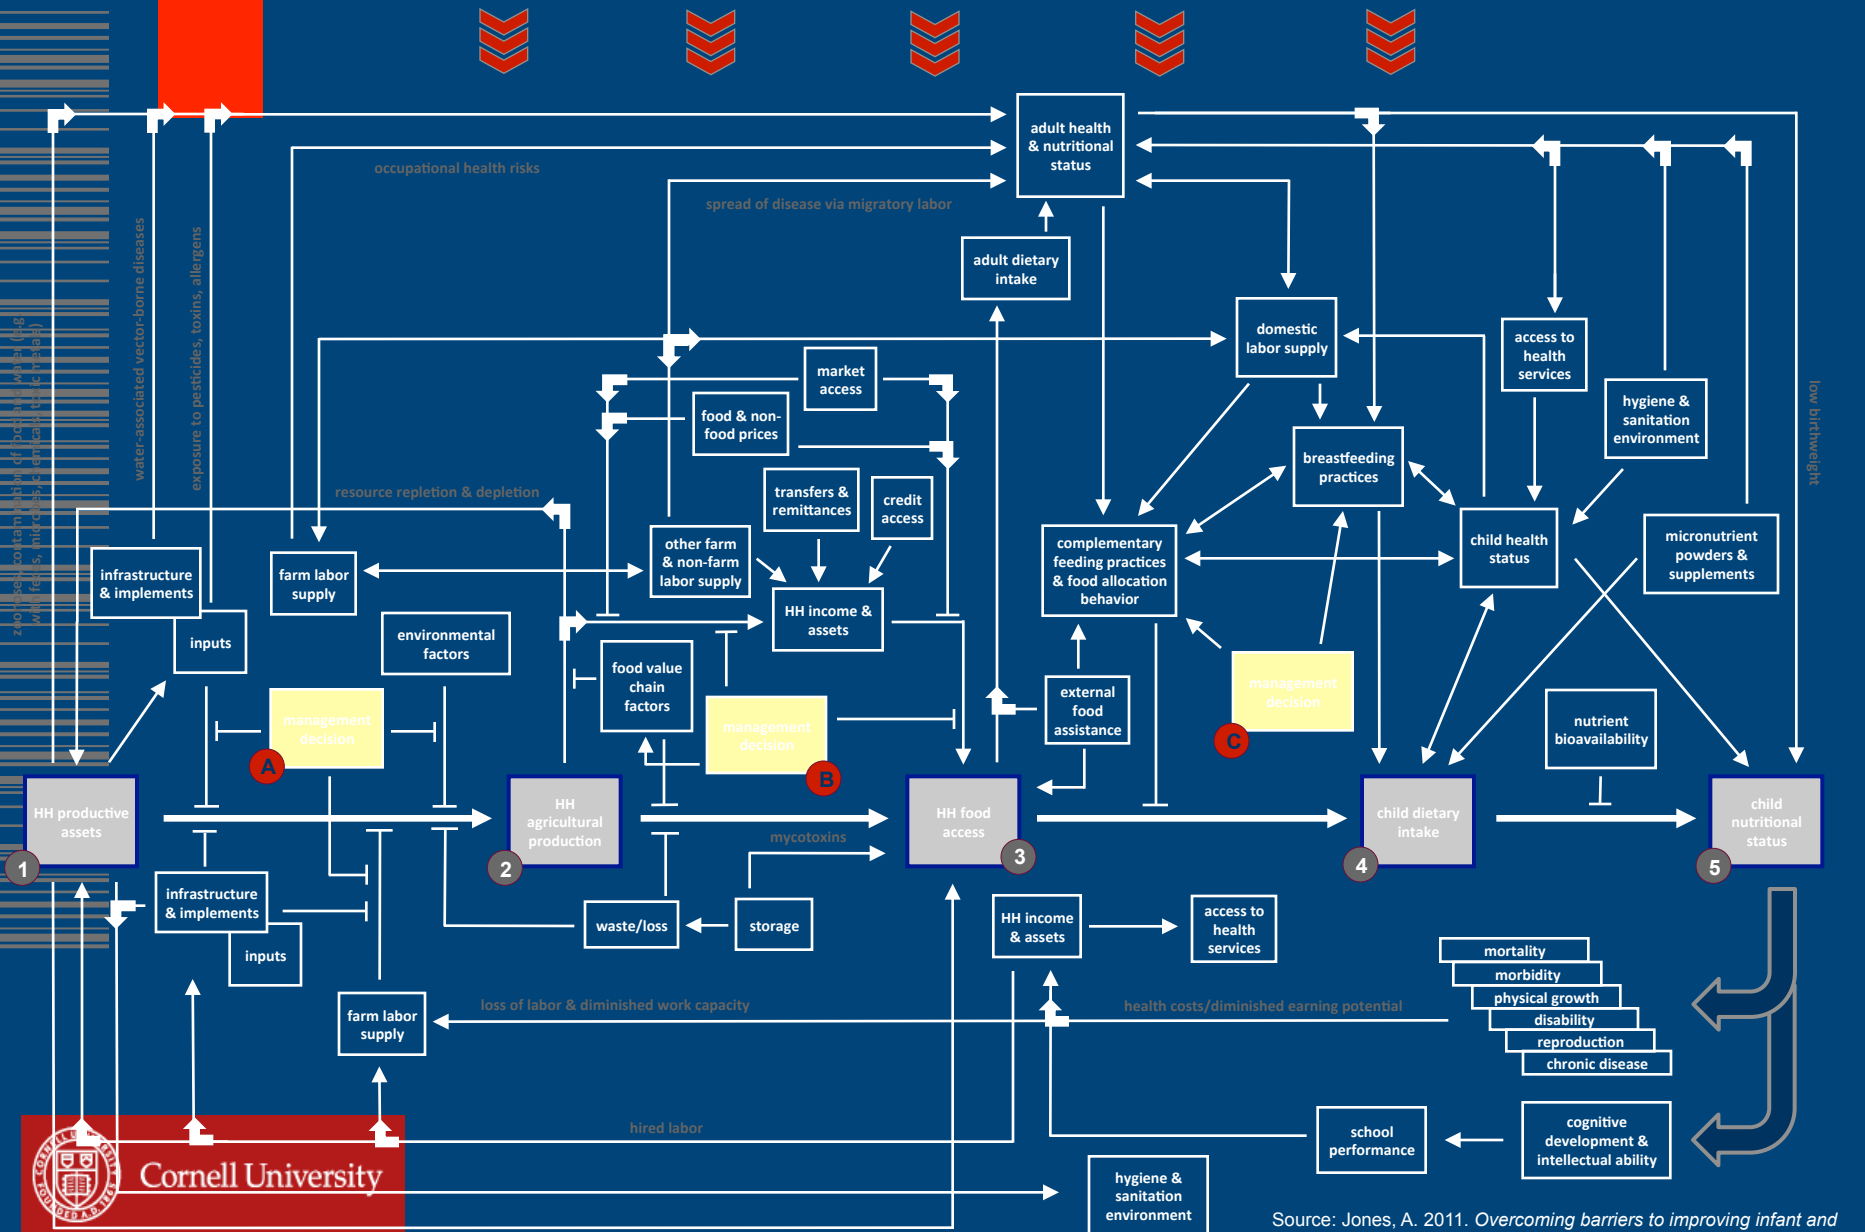 adult health
& nutritional
status
occupational health risks
spread of disease via migratory labor
adult dietary
intake
water-associated vector-borne diseases
exposure to pesticides, toxins, allergens
domestic
labor supply
access to
health
services
market
access
food & non-
food prices
hygiene &
sanitation
environment
low birthweight
breastfeeding
practices
resource repletion & depletion
transfers &
remittances
credit
access
other farm
& non-farm
labor supply
complementary
feeding practices
& food allocation
behavior
child health
status
micronutrient
powders &
supplements
infrastructure
& implements
farm labor
supply
inputs
environmental
factors
HH income &
assets
food value
chain
factors
management
decision
A
management
decision
B
external
food
assistance
management
decision
C
nutrient
bioavailability
HH productive
assets
1
HH
agricultural
production
2
mycotoxins
HH food
access
3
child dietary
intake
4
child
nutritional
status
5
infrastructure
& implements
inputs
waste/loss
storage
HH income
& assets
access to
health
services
mortality
morbidity
physical growth
disability
reproduction
chronic disease
farm labor
supply
loss of labor & diminished work capacity
health costs/diminished earning potential
hired labor
school
performance
cognitive
development &
intellectual ability
Cornell University
hygiene &
sanitation
environment
Source: Jones, A. 2011. Overcoming barriers to improving infant and